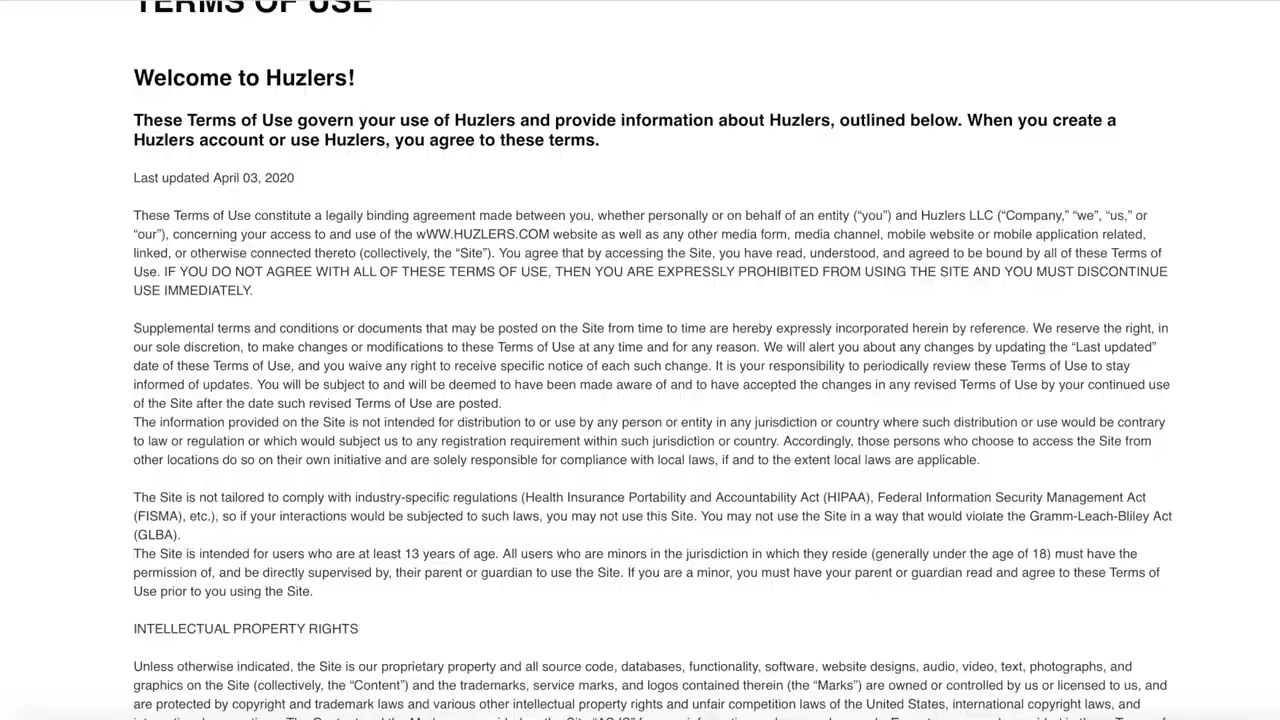 TERMS OF USE
Welcome to Huzlers!
These Terms of Use govern your use of Huzlers and provide information about Huzlers, outlined below. When you create a
Huzlers account or use Huzlers, you agree to these terms.
Last updated April 03, 2020
These Terms of Use constitute a legally binding agreement made between you, whether personally or on behalf of an entity (“you”) and Huzlers LLC (“Company,” “we”, “us,” or
“our”), concerning your access to and use of the wWW.HUZLERS.COM website as well as any other media form, media channel, mobile website or mobile application related,
linked, or otherwise connected thereto (collectively, the “Site”). You agree that by accessing the Site, you have read, understood, and agreed to be bound by all of these Terms of
Use. IF YOU DO NOT AGREE WITH ALL OF THESE TERMS OF USE, THEN YOU ARE EXPRESSLY PROHIBITED FROM USING THE SITE AND YOU MUST DISCONTINUE
USE IMMEDIATELY.
Supplemental terms and conditions or documents that may be posted on the Site from time to time are hereby expressly incorporated herein by reference. We reserve the right, in
our sole discretion, to make changes or modifications to these Terms of Use at any time and for any reason. We will alert you about any changes by updating the “Last updated”
date of these Terms of Use, and you waive any right to receive specific notice of each such change. It is your responsibility to periodically review these Terms of Use to stay
informed of updates. You will be subject to and will be deemed to have been made aware of and to have accepted the changes in any revised Terms of Use by your continued use
of the Site after the date such revised Terms of Use are posted.
The information provided on the Site is not intended for distribution to or use by any person or entity in any jurisdiction or country where such distribution or use would be contrary
to law or regulation or which would subject us to any registration requirement within such jurisdiction or country. Accordingly, those persons who choose to access the Site from
other locations do so on their own initiative and are solely responsible for compliance with local laws, if and to the extent local laws are applicable.
The Site is not tailored to comply with industry-specific regulations (Health Insurance Portability and Accountability Act (HIPAA), Federal Information Security Management Act
(FISMA), etc.), so if your interactions would be subjected to such laws, you may not use this Site. You may not use the Site in a way that would violate the Gramm-Leach-Bliley Act
(GLBA).
The Site is intended for users who are at least 13 years of age. All users who are minors in the jurisdiction in which they reside (generally under the age of 18) must have the
permission of, and be directly supervised by, their parent or guardian to use the Site. If you are a minor, you must have your parent or guardian read and agree to these Terms of
Use prior to you using the Site.
INTELLECTUAL PROPERTY RIGHTS
Unless otherwise indicated, the Site is our proprietary property and all source code, databases, functionality, software, website designs, audio, video, text, photographs, and
graphics on the Site (collectively, the “Content”) and the trademarks, service marks, and logos contained therein (the “Marks”) are owned or controlled by us or licensed to us, and
are protected by copyright and trademark laws and various other intellectual property rights and unfair competition laws of the United States, international copyright laws, and